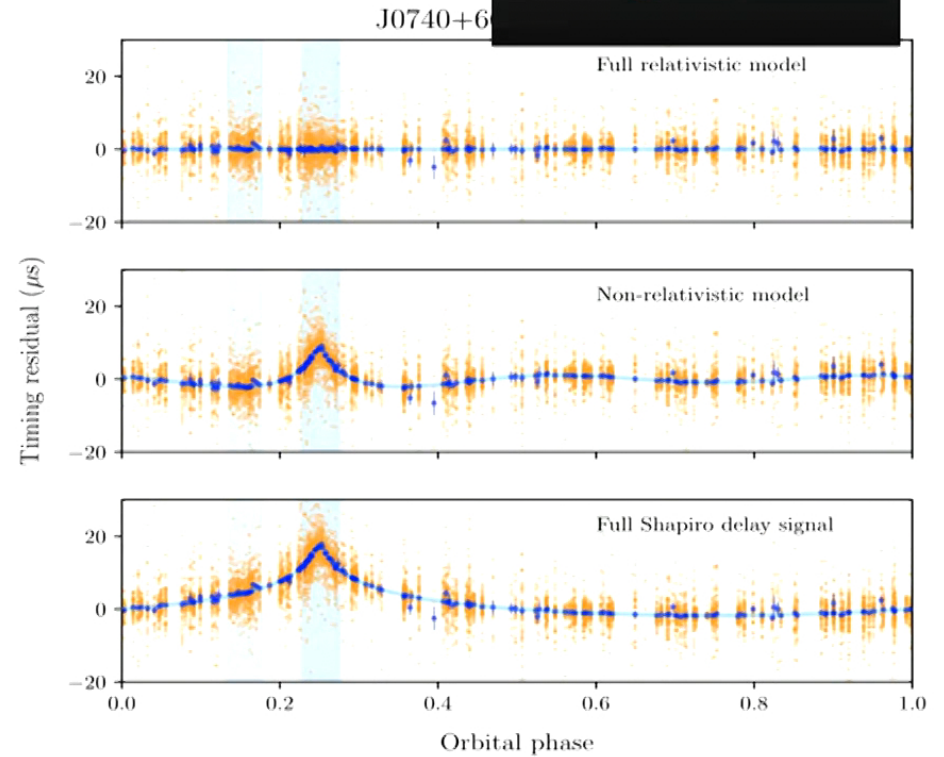 J0740+6
Full relativistic model
20
0
−20
Non-relativistic model
20
0
−20
Timing residual (μs)
Full Shapiro delay signal
20
0
−20
0.0 0.2 0.4 0.6 0.8 1.0
Orbital phase